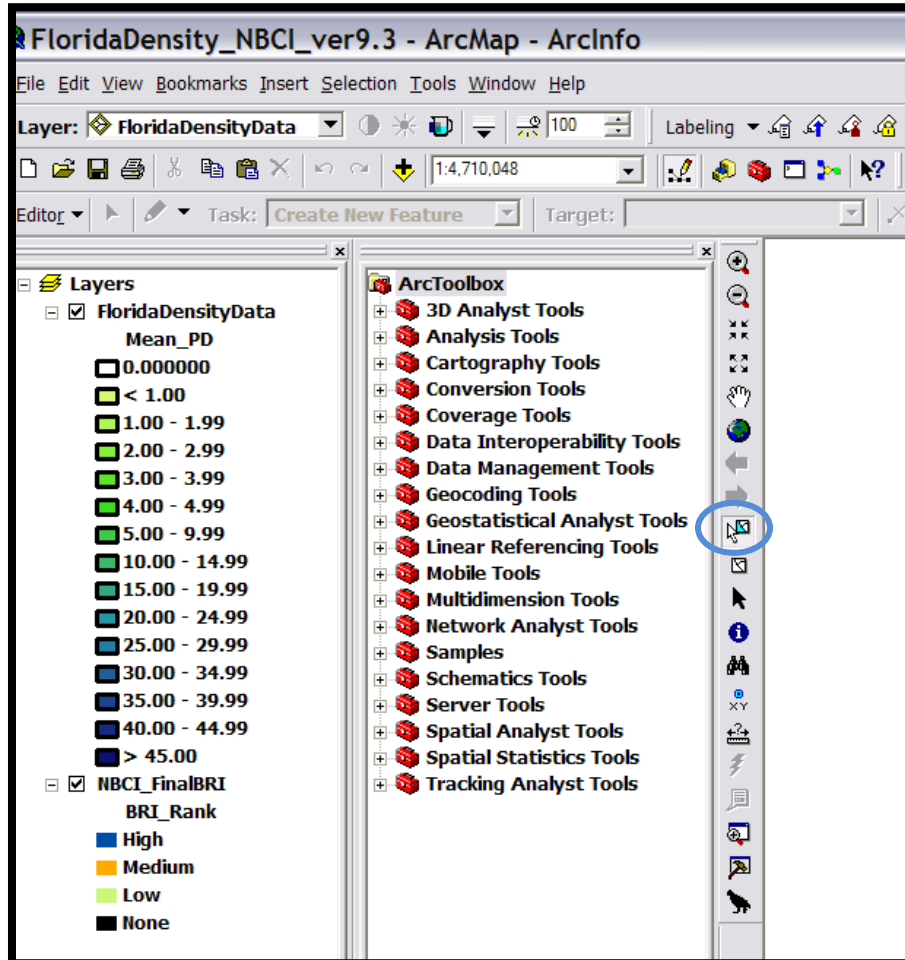 FloridaDensity_NBCI_ver9.3 - ArcMap - ArcInfo
File Edit View Bookmarks Insert Selection Tools Window Help
Layer: FloridaDensityData 100 Labeling
1:4,710,048
Editor Task: Create New Feature Target:
Layers
FloridaDensityData
Mean_PD
0.000000
< 1.00
1.00 - 1.99
2.00 - 2.99
3.00 - 3.99
4.00 - 4.99
5.00 - 9.99
10.00 - 14.99
15.00 - 19.99
20.00 - 24.99
25.00 - 29.99
30.00 - 34.99
35.00 - 39.99
40.00 - 44.99
> 45.00
NBCI_FinalBRI
BRI_Rank
High
Medium
Low
None
ArcToolbox
3D Analyst Tools
Analysis Tools
Cartography Tools
Conversion Tools
Coverage Tools
Data Interoperability Tools
Data Management Tools
Geocoding Tools
Geostatistical Analyst Tools
Linear Referencing Tools
Mobile Tools
Multidimension Tools
Network Analyst Tools
Samples
Schematics Tools
Server Tools
Spatial Analyst Tools
Spatial Statistics Tools
Tracking Analyst Tools
XY